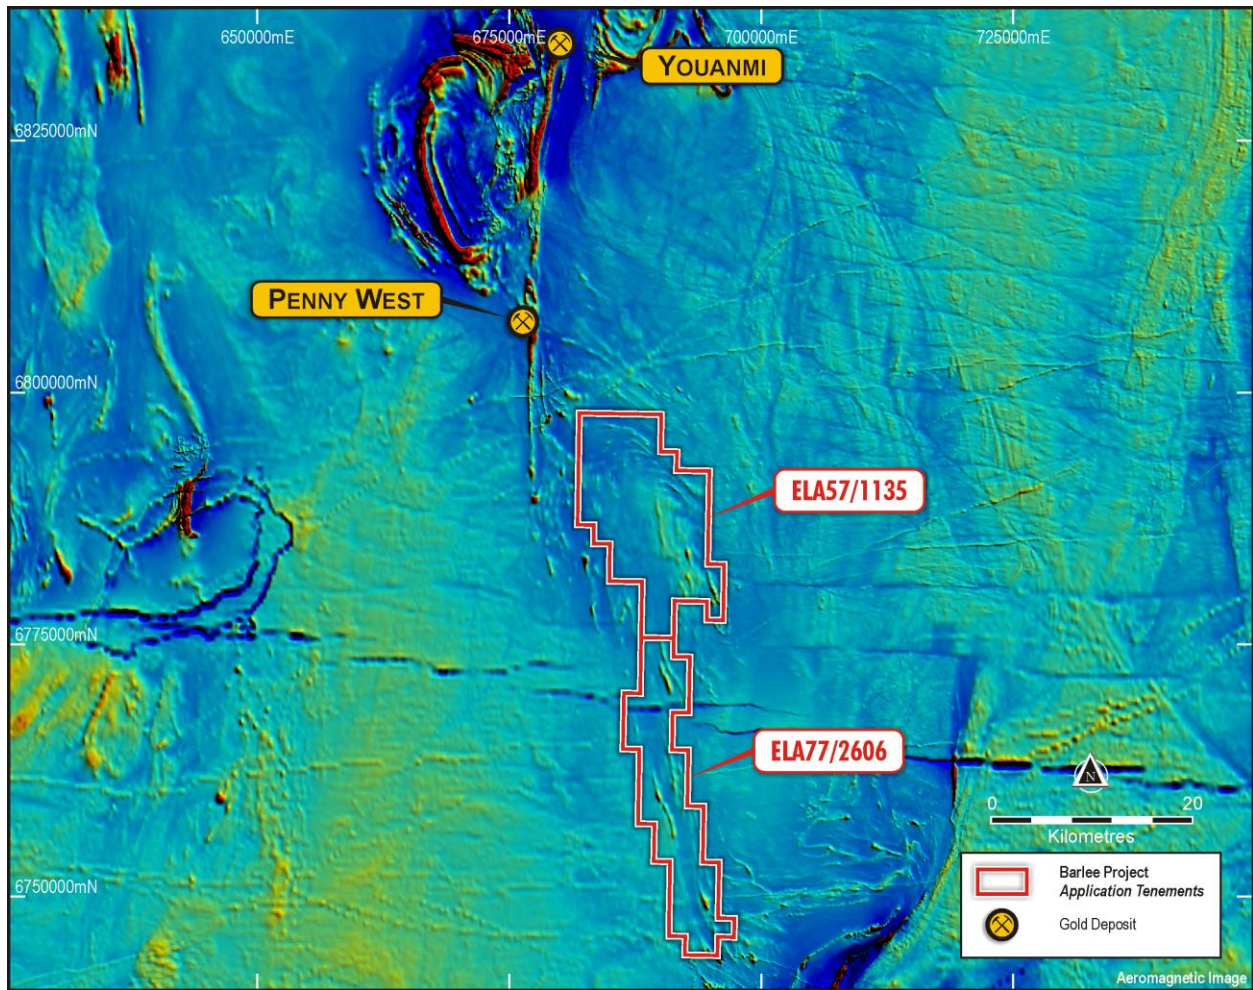 650000mE
675000mE
700000mE
725000mE
YOUANMI
6825000mN
PENNY WEST
6800000mN
ELA57/1135
6775000mN
ELA77/2606
N
0 20
Kilometres
Barlee Project
Application Tenements
6750000mN
Gold Deposit
Aeromagnetic Image